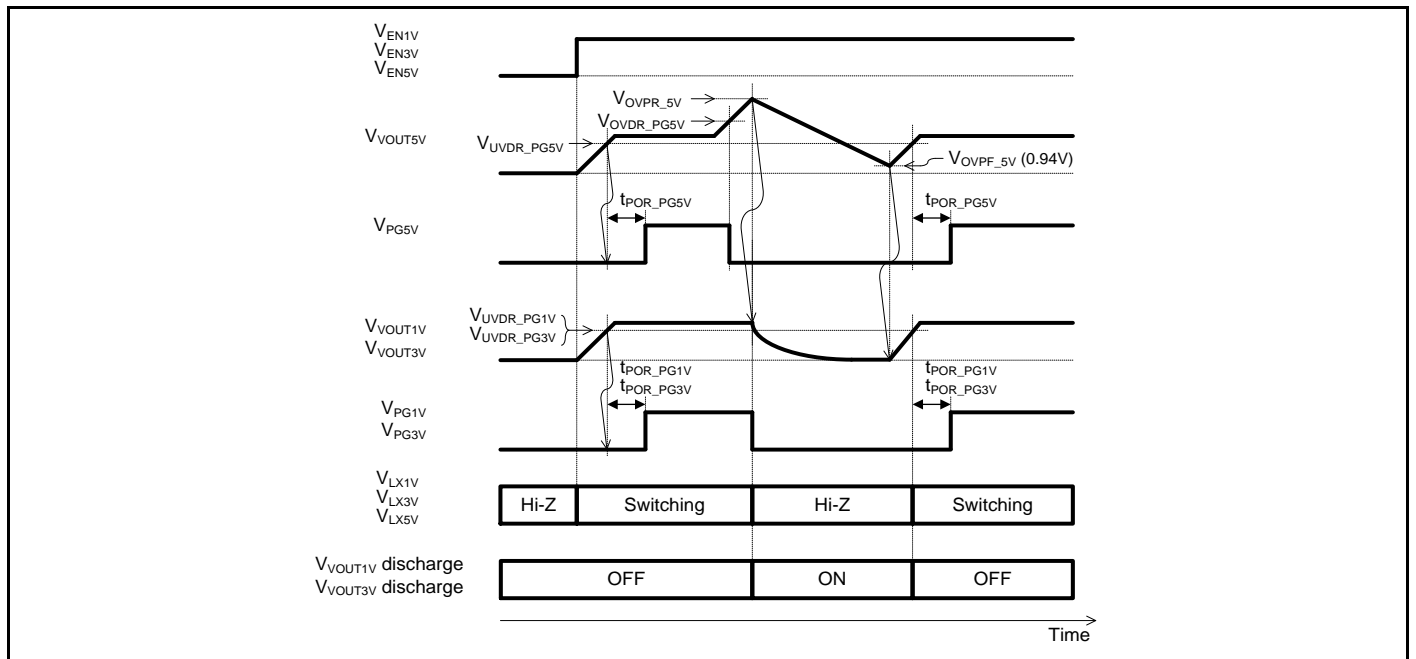 VEN1V
VEN3V
VEN5V
VOVPR_5V
VOVDR_PG5V
VVOUT5V
VUVDR_PG5V
VOVPF_5V (0.94V)
tPOR_PG5V
tPOR_PG5V
VPG5V
VUVDR_PG1V
VUVDR_PG3V
VVOUT1V
VVOUT3V
tPOR_PG1V
tPOR_PG3V
tPOR_PG1V
tPOR_PG3V
VPG1V
VPG3V
VLX1V
VLX3V
VLX5V
Hi-Z
Switching
Hi-Z
Switching
VVOUT1V discharge
VVOUT3V discharge
OFF
ON
OFF
Time